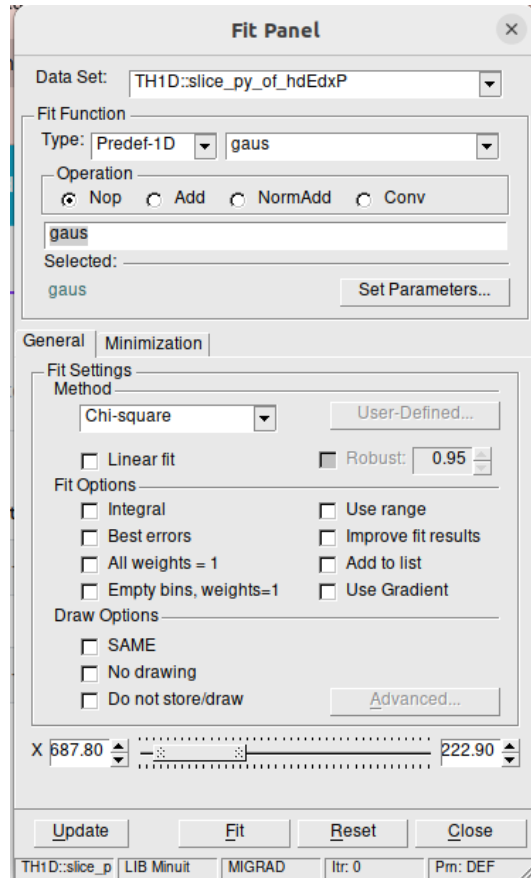 Fit Panel
Data Set: TH1D::slice_py_of_hdEdxP
Fit Function
Type: Predef-1D gaus
Operation
Nop Add NormAdd Conv
gaus
Selected:
gaus Set Parameters...
General Minimization
Fit Settings
Method
Chi-square User-Defined...
Linear fit Robust: 0.95
Fit Options
Integral Use range
Best errors Improve fit results
All weights = 1 Add to list
Empty bins, weights=1 Use Gradient
Draw Options
SAME
No drawing
Do not store/draw Advanced...
X 687.80 222.90
Update Fit Reset Close
TH1D::slice_p LIB Minuit MIGRAD Itr: 0 Prn: DEF